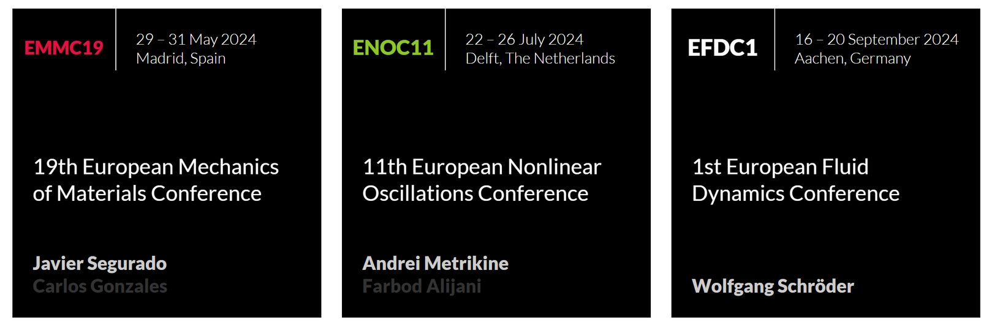 EMMC19
29 – 31 May 2024
Madrid, Spain
19th European Mechanics
of Materials Conference
Javier Segurado
Carlos Gonzales
ENOC11
22 – 26 July 2024
Delft, The Netherlands
11th European Nonlinear
Oscillations Conference
Andrei Metrikine
Farbod Alijani
EFDC1
16 – 20 September 2024
Aachen, Germany
1st European Fluid
Dynamics Conference
Wolfgang Schröder